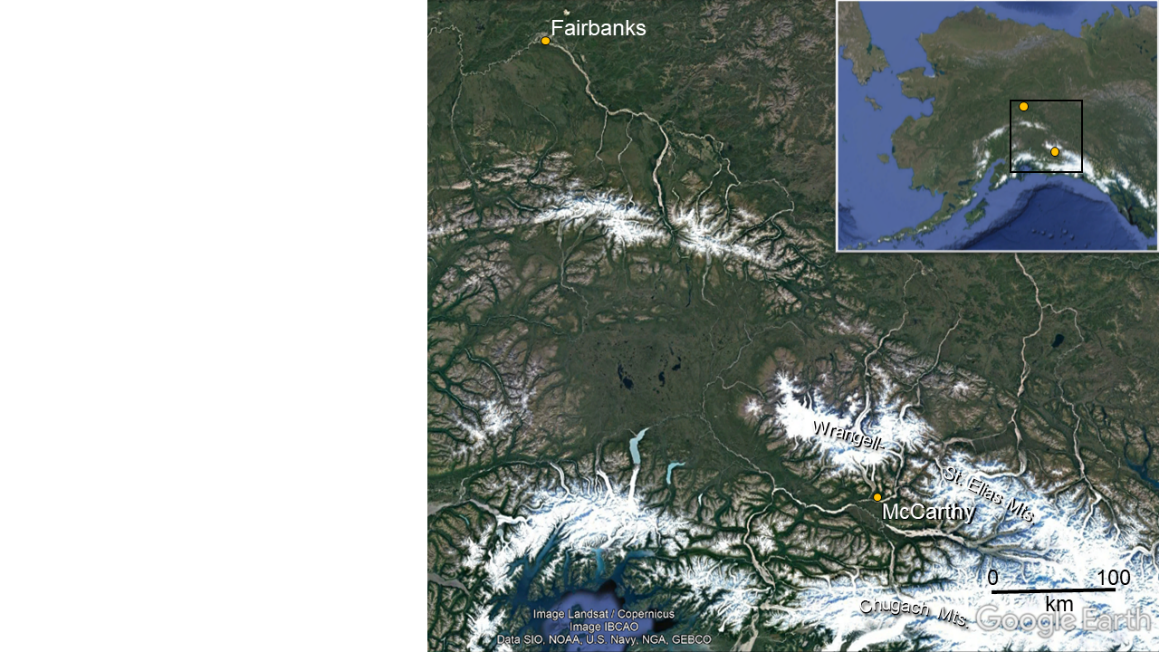 Fairbanks
Wrangell-
St. Elias Mts.
McCarthy
0 100
km
Chugach Mts.
Google Earth
Image Landsat / Copernicus
Image IBCAO
Data SIO, NOAA, U.S. Navy, NGA, GEBCO